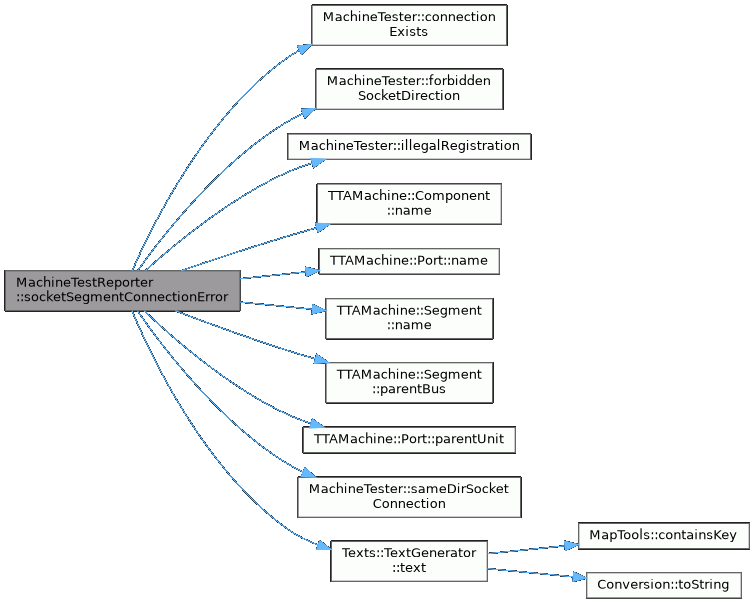 MachineTester::connection
Exists
MachineTester::forbidden
SocketDirection
MachineTester::illegalRegistration
TTAMachine::Component
::name
MachineTestReporter
::socketSegmentConnectionError
TTAMachine::Port::name
TTAMachine::Segment
::name
TTAMachine::Segment
::parentBus
TTAMachine::Port::parentUnit
MachineTester::sameDirSocket
Connection
Texts::TextGenerator
::text
MapTools::containsKey
Conversion::toString